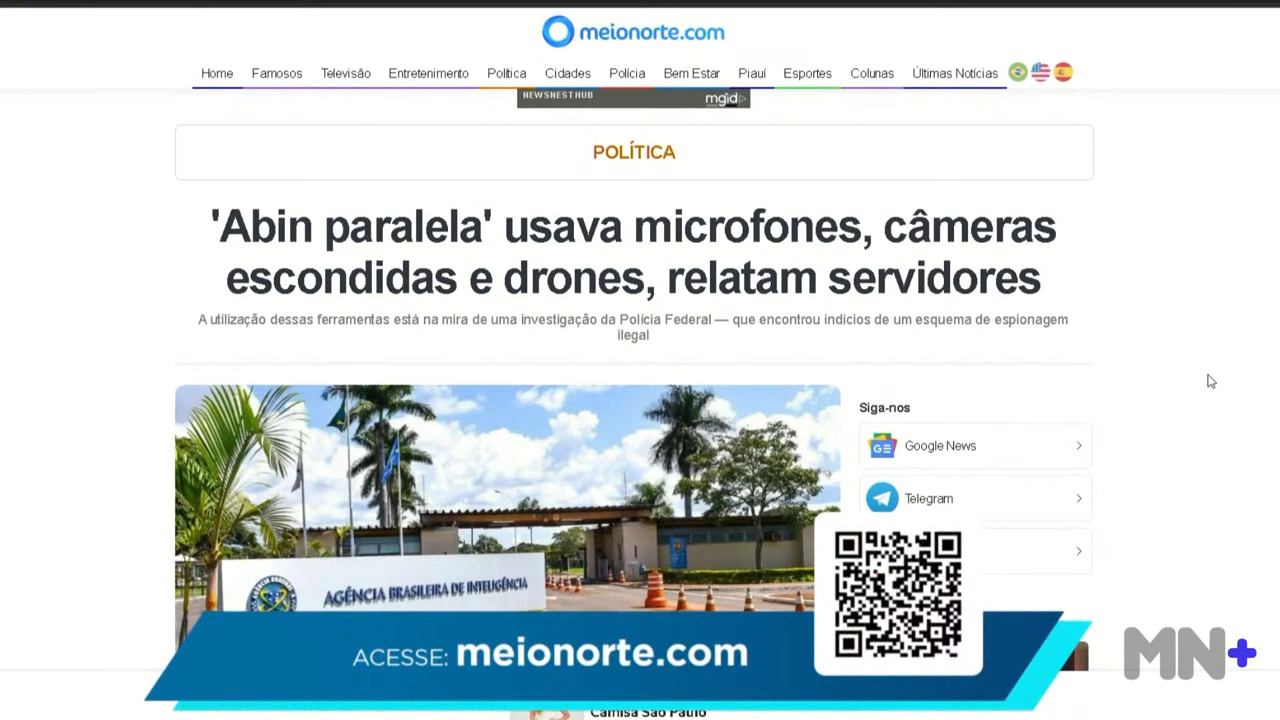 meionorte.com
Home Famosos Televisão Entretenimento Política Cidades Polícia Bem Estar Piauí Esportes Colunas Últimas Notícias
NEWSNESTHUB
mgid
POLÍTICA
'Abin paralela' usava microfones, câmeras
escondidas e drones, relatam servidores
A utilização dessas ferramentas está na mira de uma investigação da Polícia Federal — que encontrou indícios de um esquema de espionagem
ilegal
Siga-nos
Google News
Telegram
AGÊNCIA BRASILEIRA DE INTELIGÊNCIA
ACESSE: meionorte.com
MN+
Camisa São Paulo